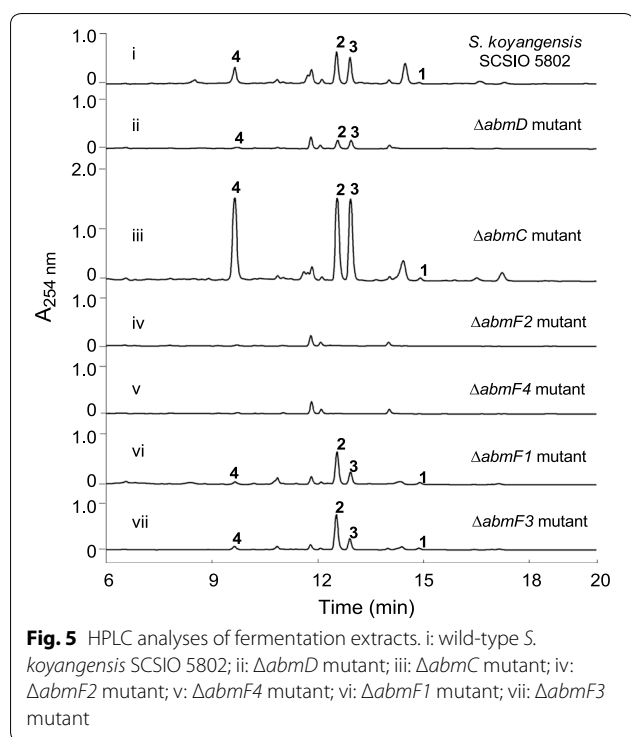 1.0
0
i
4
2
3
1
S. koyangensis
SCSIO 5802
1.0
0
ii
4
2
3
ΔabmD mutant
2.0
1.0
0
iii
4
2
3
1
ΔabmC mutant
A254 nm
1.0
0
iv
ΔabmF2 mutant
1.0
0
v
ΔabmF4 mutant
1.0
0
vi
4
2
3
1
ΔabmF1 mutant
1.0
0
vii
4
2
3
1
ΔabmF3 mutant
6 9 12 15 18 20
Time (min)
Fig. 5 HPLC analyses of fermentation extracts. i: wild-type S.
koyangensis SCSIO 5802; ii: ΔabmD mutant; iii: ΔabmC mutant; iv:
ΔabmF2 mutant; v: ΔabmF4 mutant; vi: ΔabmF1 mutant; vii: ΔabmF3
mutant